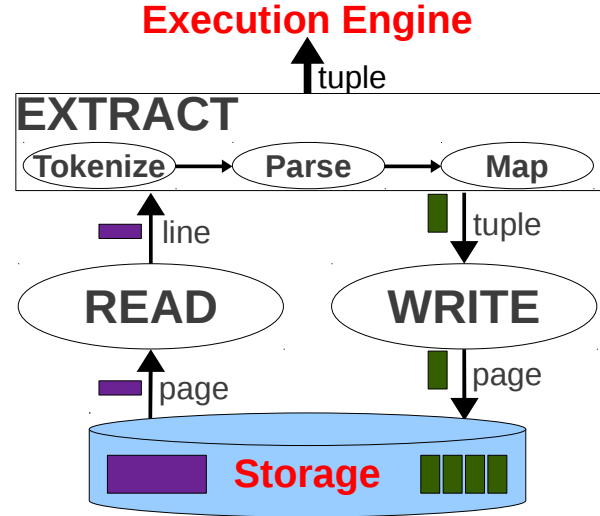 Execution Engine
tuple
EXTRACT
Tokenize Parse Map
line tuple
READ WRITE
page page
Storage